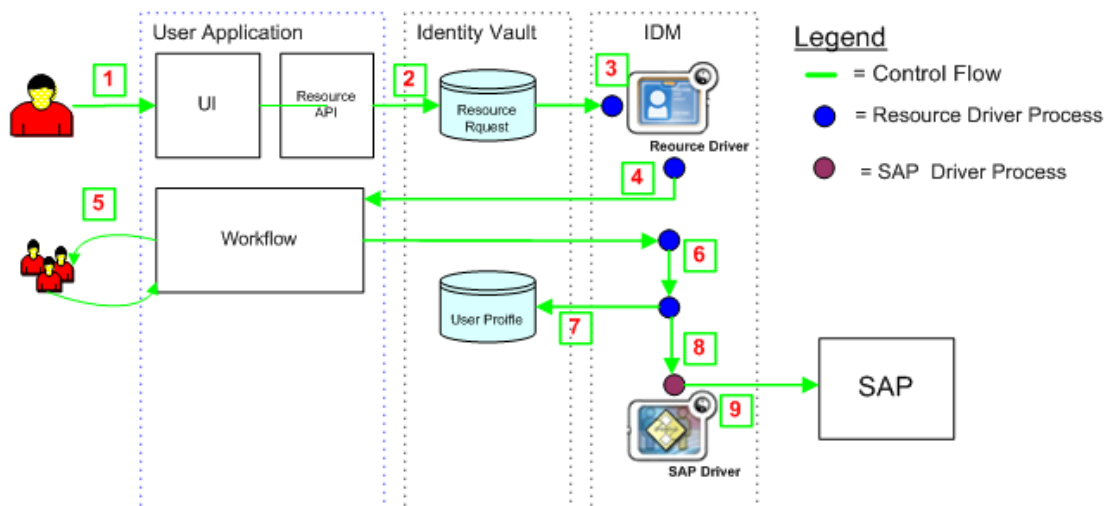 User Application
Identity Vault
IDM
Legend
= Control Flow
= Resource Driver Process
= SAP Driver Process
1
2
3
UI
Resource
API
Resource
Rquest
Reource Driver
4
5
Workflow
6
User Proifle
7
8
SAP
9
SAP Driver